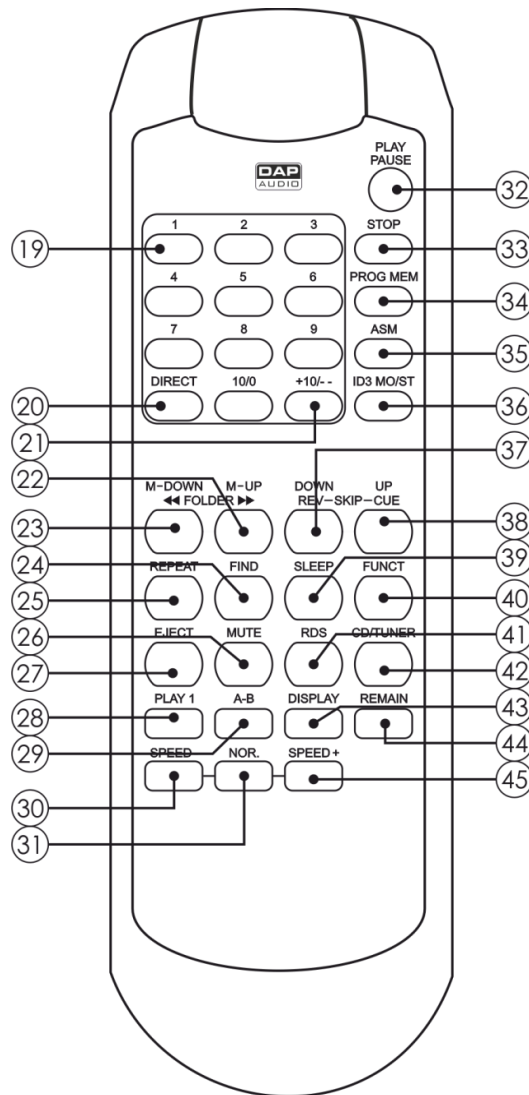 PLAY
PAUSE
DAP
AUDIO
32
1 2 3 STOP
19
33
4 5 6 PROG MEM
34
7 8 9 ASM
35
DIRECT 10/0 +10/- - ID3 MO/ST
20
36
21
37
22
M-DOWN M-UP DOWN UP
◀◀ FOLDER ▶▶ REV-SKIP-CUE
23
38
24
39
REPEAT FIND SLEEP FUNCT
25
40
26
41
EJECT MUTE RDS CD/TUNER
27
42
PLAY 1 A-B DISPLAY REMAIN
28
43
29
44
SPEED - NOR. SPEED +
30
45
31